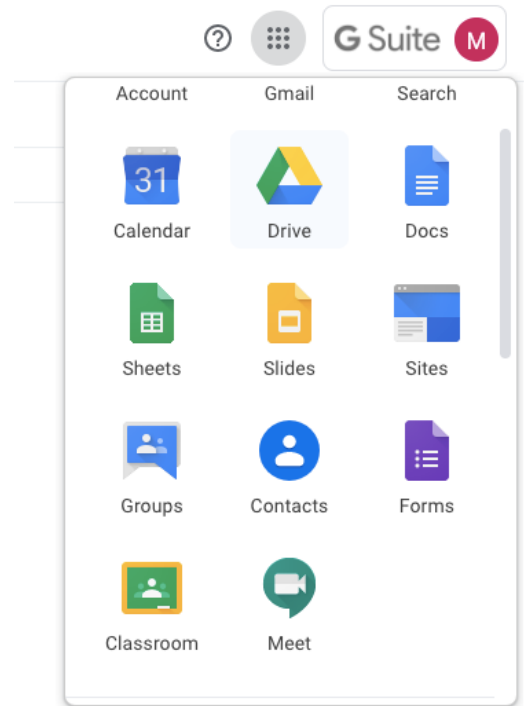 G Suite M
Account Gmail Search
31
Calendar Drive Docs
Sheets Slides Sites
Groups Contacts Forms
Classroom Meet